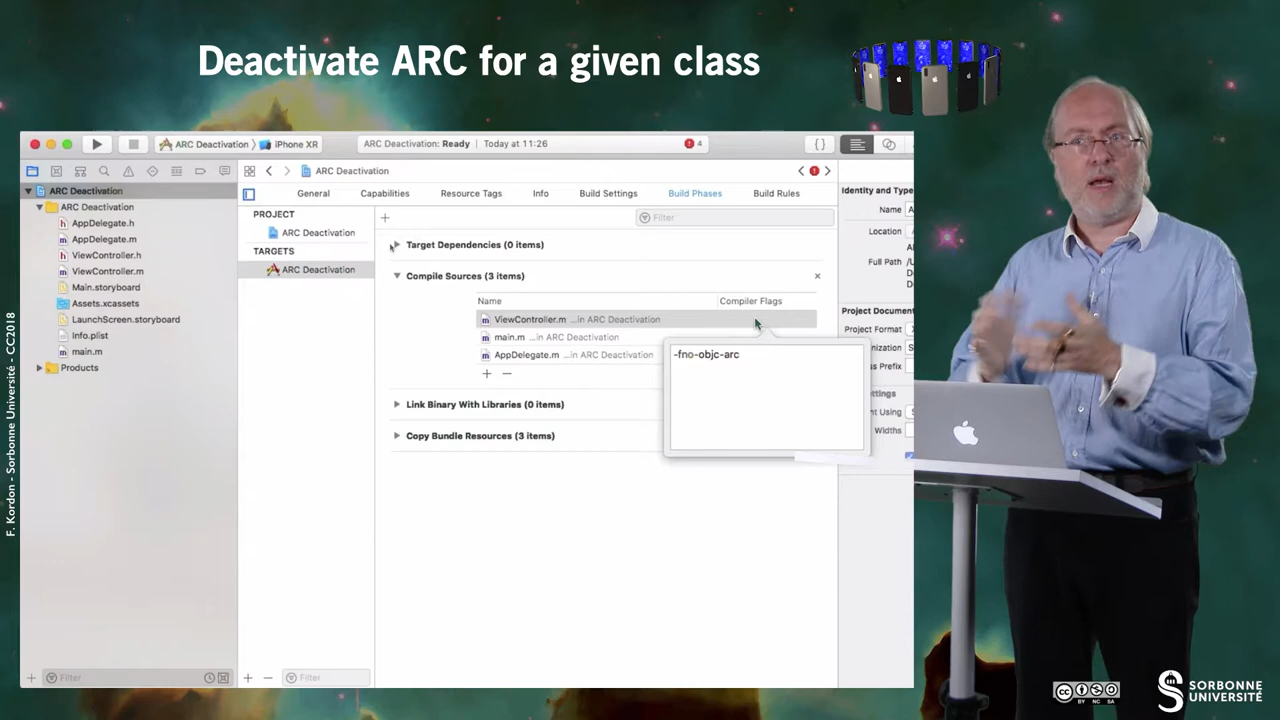 Deactivate ARC for a given class
ARC Deactivation
iPhone XR
ARC Deactivation: Ready
Today at 11:26
4
{ }
ARC Deactivation
General
Capabilities
Resource Tags
Info
Build Settings
Build Phases
Build Rules
ARC Deactivation
ARC Deactivation
AppDelegate.h
AppDelegate.m
ViewController.h
ViewController.m
Main.storyboard
Assets.xcassets
LaunchScreen.storyboard
Info.plist
main.m
Products
PROJECT
ARC Deactivation
TARGETS
ARC Deactivation
Filter
Target Dependencies (0 items)
Compile Sources (3 items)
Name
Compiler Flags
ViewController.m ...in ARC Deactivation
main.m ...in ARC Deactivation
AppDelegate.m ...in ARC Deactivation
-fno-objc-arc
Link Binary With Libraries (0 items)
Copy Bundle Resources (3 items)
Identity and Type
Name
Location
Full Path
Project Document
Project Format
Filter
Filter
F. Kordon - Sorbonne Université - CC2018
BY NC SA
SORBONNE
UNIVERSITÉ